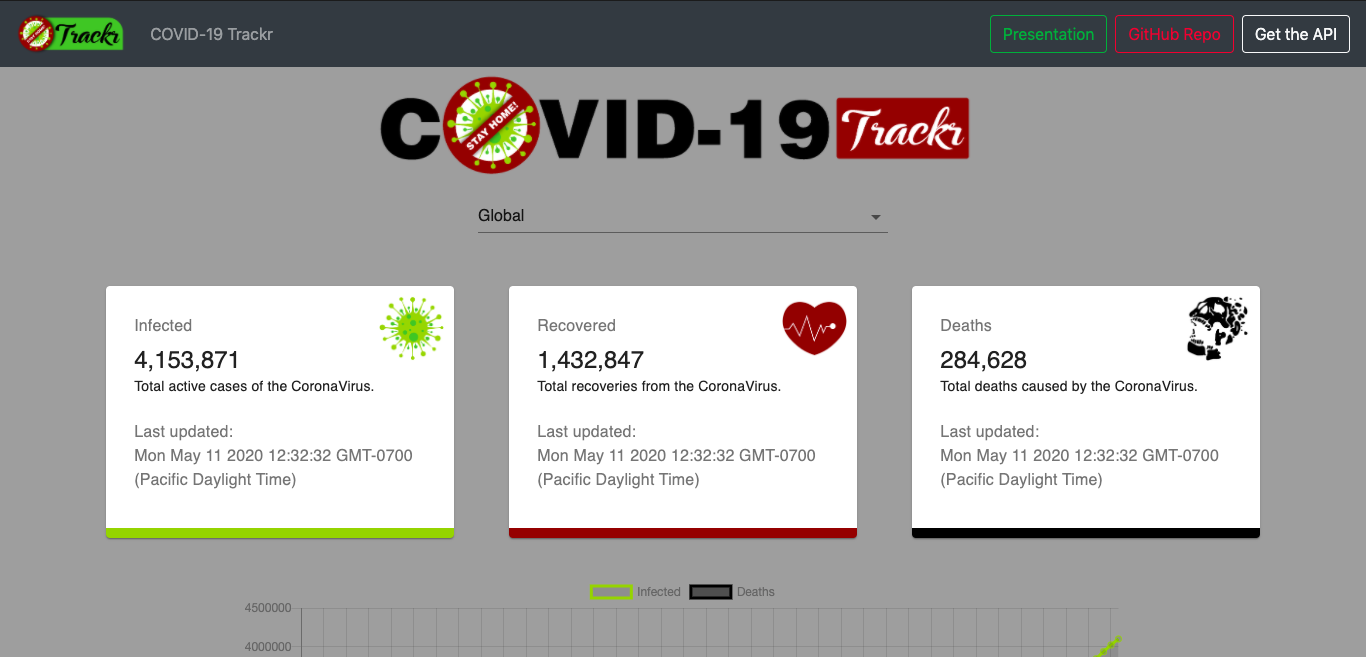 STAY HOME! Trackr COVID-19 Trackr Presentation GitHub Repo Get the API
COVID-19 Trackr
STAY HOME!
Global
Infected
4,153,871
Total active cases of the CoronaVirus.
Last updated:
Mon May 11 2020 12:32:32 GMT-0700
(Pacific Daylight Time)
Recovered
1,432,847
Total recoveries from the CoronaVirus.
Last updated:
Mon May 11 2020 12:32:32 GMT-0700
(Pacific Daylight Time)
Deaths
284,628
Total deaths caused by the CoronaVirus.
Last updated:
Mon May 11 2020 12:32:32 GMT-0700
(Pacific Daylight Time)
Infected Deaths
4500000
4000000